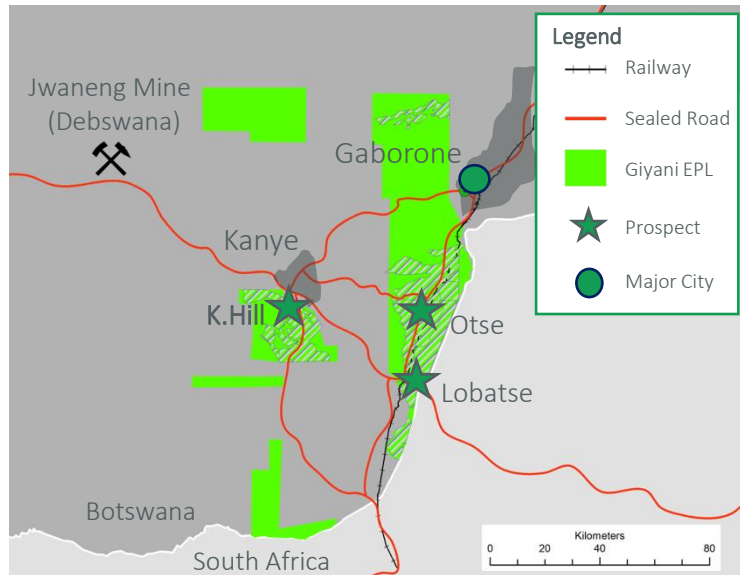 Legend
Railway
Sealed Road
Giyani EPL
Prospect
Major City
Jwaneng Mine
(Debswana)
Gaborone
Kanye
K.Hill
Otse
Lobatse
Botswana
South Africa
Kilometers
0 20 40 60 80